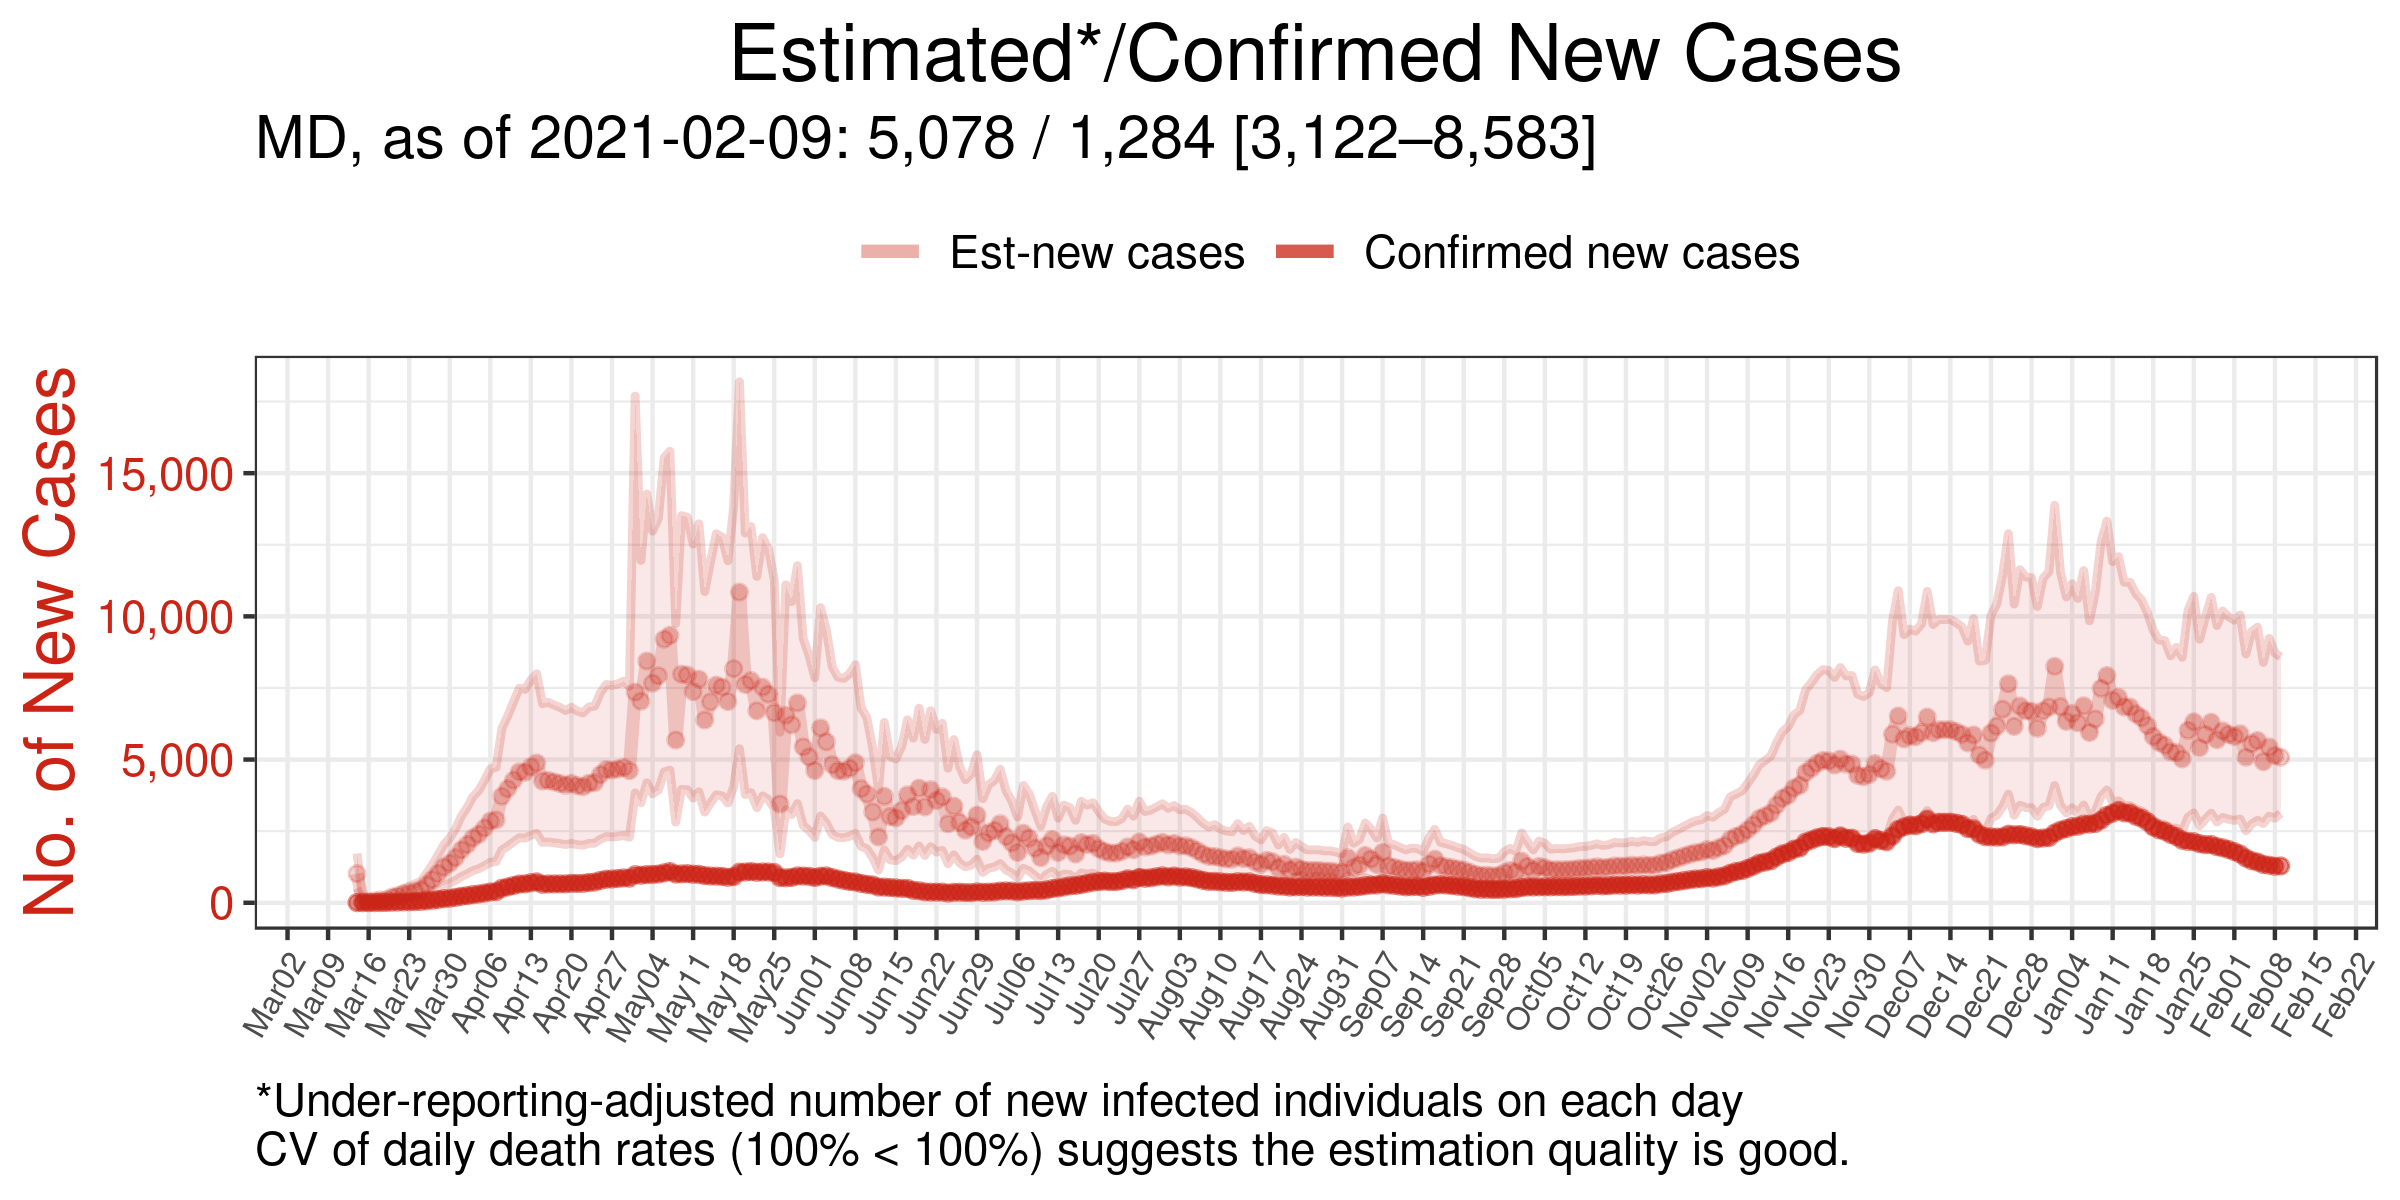 Estimated*/Confirmed New Cases
MD, as of 2021-02-09: 5,078 / 1,284 [3,122–8,583]
Est-new cases
Confirmed new cases
No. of New Cases
15,000
10,000
5,000
0
Mar02
Mar09
Mar16
Mar23
Mar30
Apr06
Apr13
Apr20
Apr27
May04
May11
May18
May25
Jun01
Jun08
Jun15
Jun22
Jun29
Jul06
Jul13
Jul20
Jul27
Aug03
Aug10
Aug17
Aug24
Aug31
Sep07
Sep14
Sep21
Sep28
Oct05
Oct12
Oct19
Oct26
Nov02
Nov09
Nov16
Nov23
Nov30
Dec07
Dec14
Dec21
Dec28
Jan04
Jan11
Jan18
Jan25
Feb01
Feb08
Feb15
Feb22
*Under-reporting-adjusted number of new infected individuals on each day
CV of daily death rates (100% < 100%) suggests the estimation quality is good.